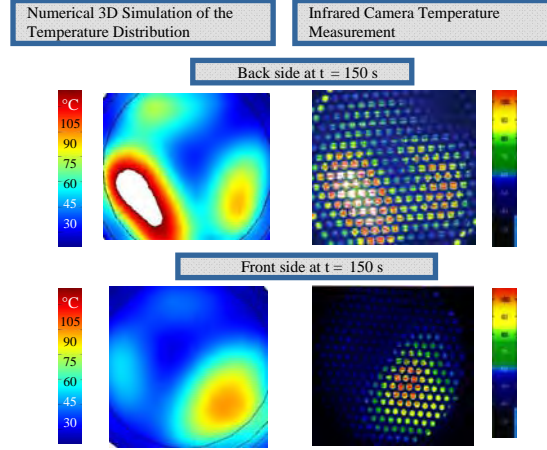 Numerical 3D Simulation of the
Temperature Distribution
Infrared Camera Temperature
Measurement
Back side at t = 150 s
°C
105
90
75
60
45
30
Front side at t = 150 s
°C
105
90
75
60
45
30